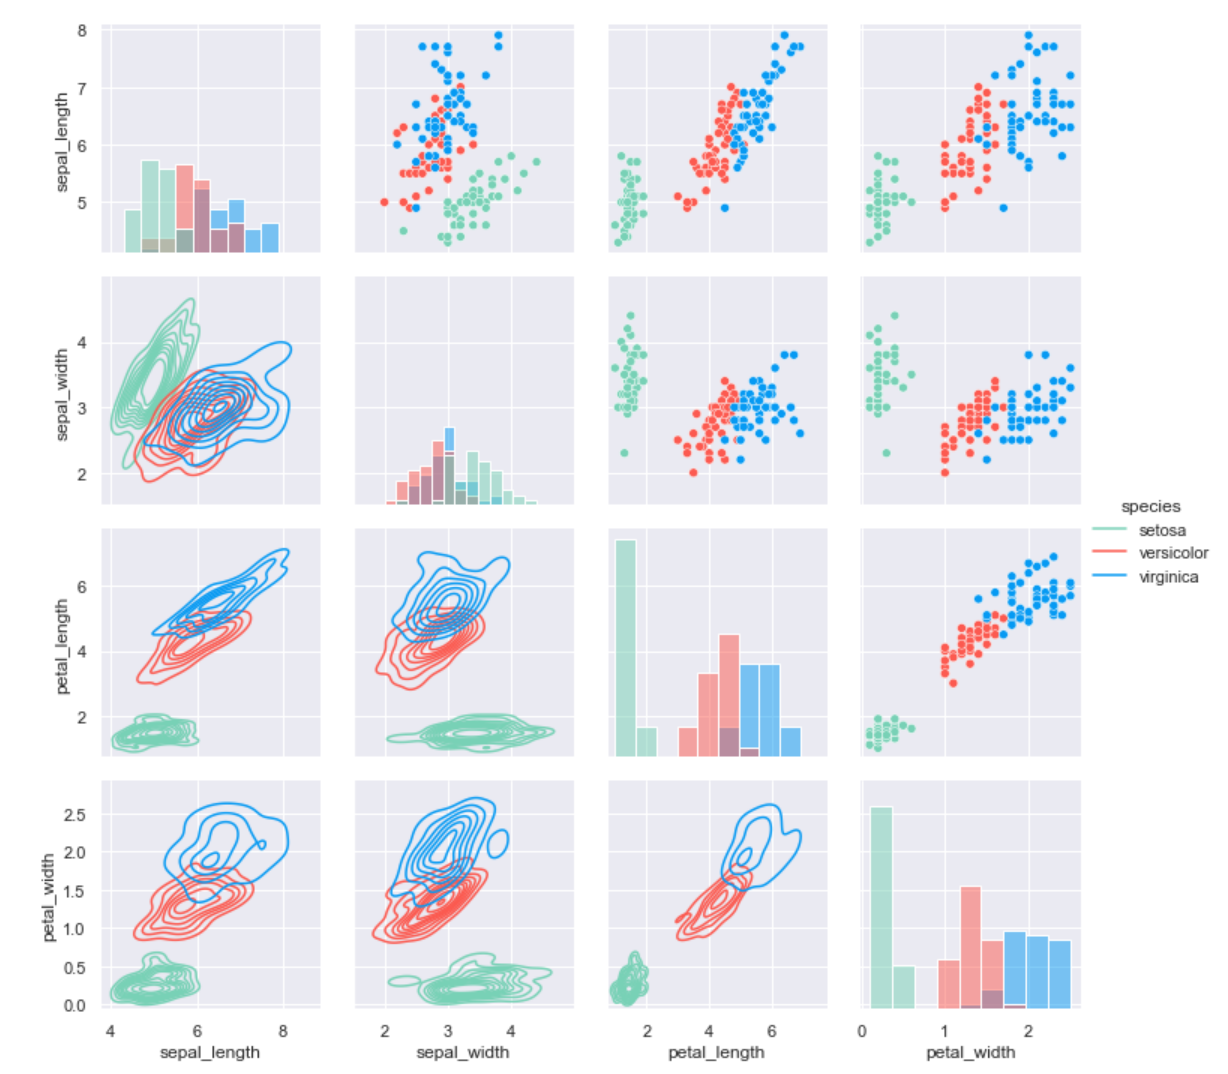 8
7
6
5
sepal_length
4
3
2
sepal_width
6
4
2
petal_length
2.5
2.0
1.5
1.0
0.5
0.0
petal_width
4 6 8
sepal_length
2 3 4
sepal_width
2 4 6
petal_length
0 1 2
petal_width
species
setosa
versicolor
virginica